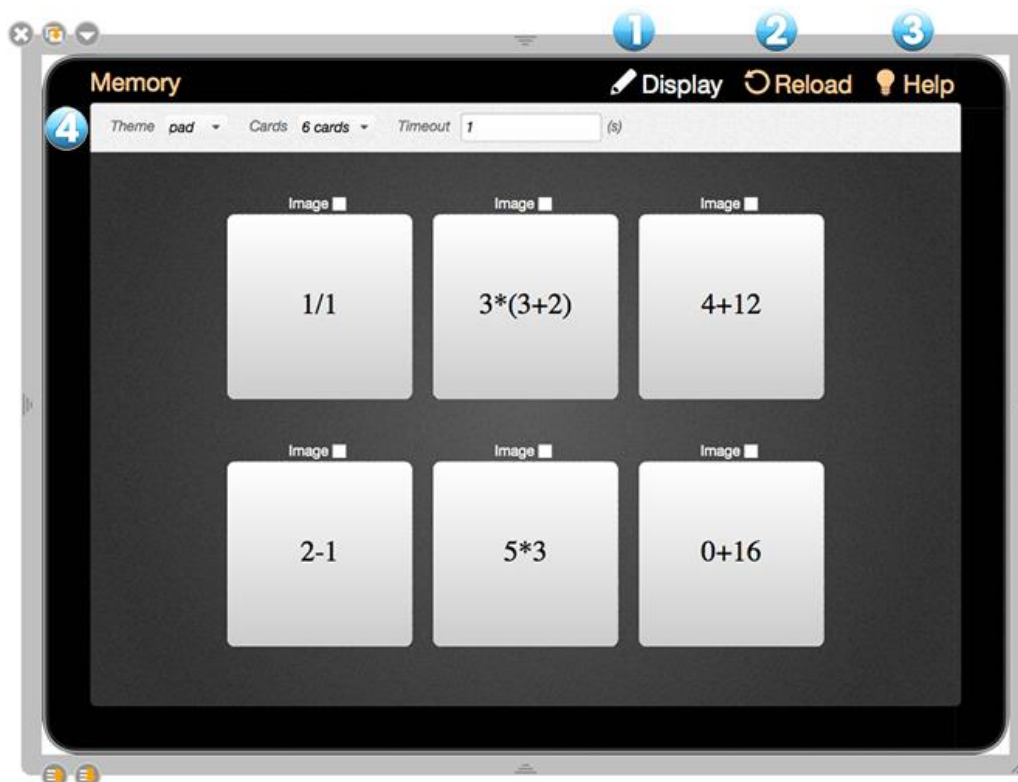 1 2 3
Memory Display Reload Help
4 Theme pad Cards 6 cards Timeout 1 (s)
Image Image Image
1/1 3*(3+2) 4+12
Image Image Image
2-1 5*3 0+16